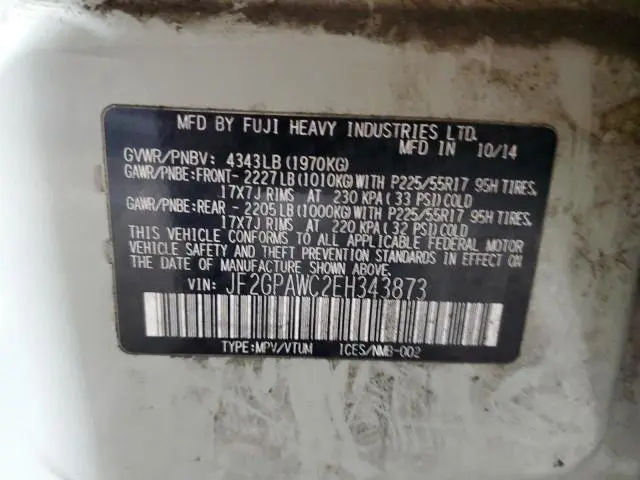 MFD BY FUJI HEAVY INDUSTRIES LTD.
MFD IN 10/14
GVWR/PNBV: 4343LB(1970KG)
GAWR/PNBE:FRONT- 2227LB(1010KG)WITH P225/55R17 95H TIRES,
17X7J RIMS AT 230 KPA(33 PSI)COLD
GAWR/PNBE:REAR - 2205LB(1000KG)WITH P225/55R17 95H TIRES,
17X7J RIMS AT 220 KPA(32 PSI)COLD
THIS VEHICLE CONFORMS TO ALL APPLICABLE FEDERAL MOTOR
VEHICLE SAFETY AND THEFT PREVENTION STANDARDS IN EFFECT ON
THE DATE OF MANUFACTURE SHOWN ABOVE.
VIN: JF2GPAWC2EH343873
TYPE:MPV/VTUM ICES/NMB-002